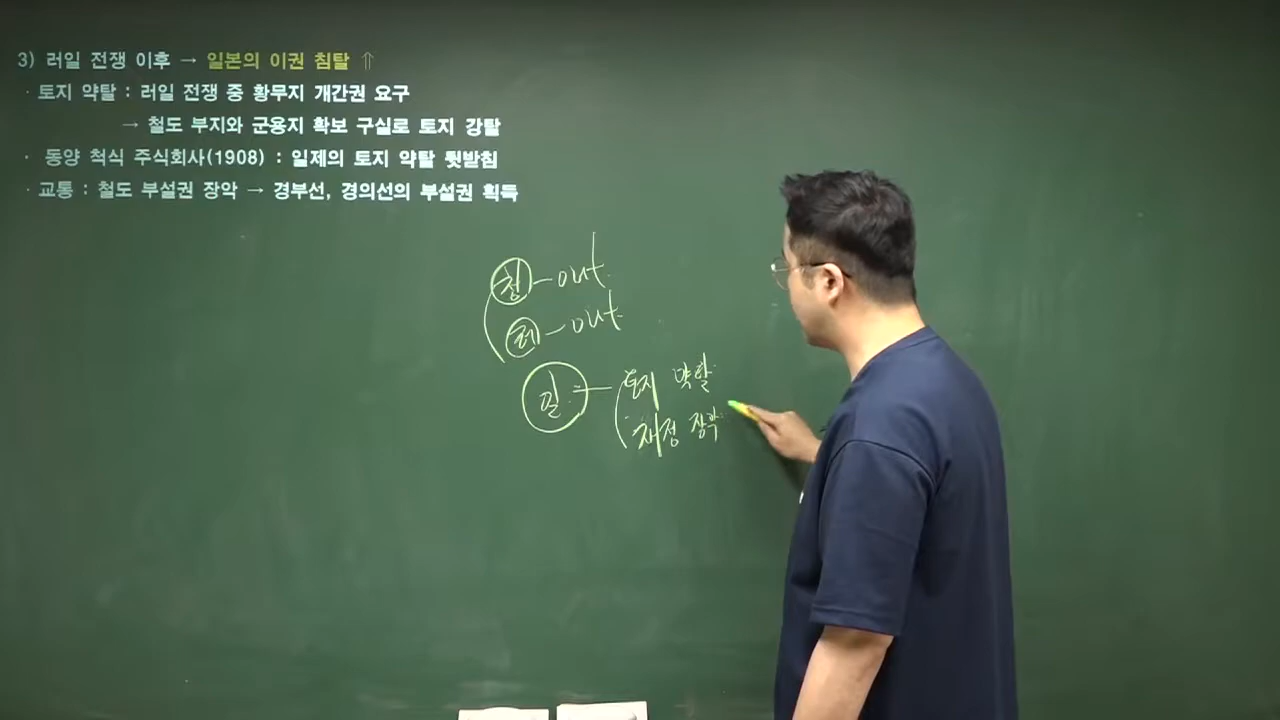 3) 러일 전쟁 이후 → 일본의 이권 침탈 ⇧
· 토지 약탈 : 러일 전쟁 중 황무지 개간권 요구
→ 철도 부지와 군용지 확보 구실로 토지 강탈
· 동양 척식 주식회사(1908) : 일제의 토지 약탈 뒷받침
· 교통 : 철도 부설권 장악 → 경부선, 경의선의 부설권 획득
청 - out
러 - out
일 - 토지 약탈
재정 장악